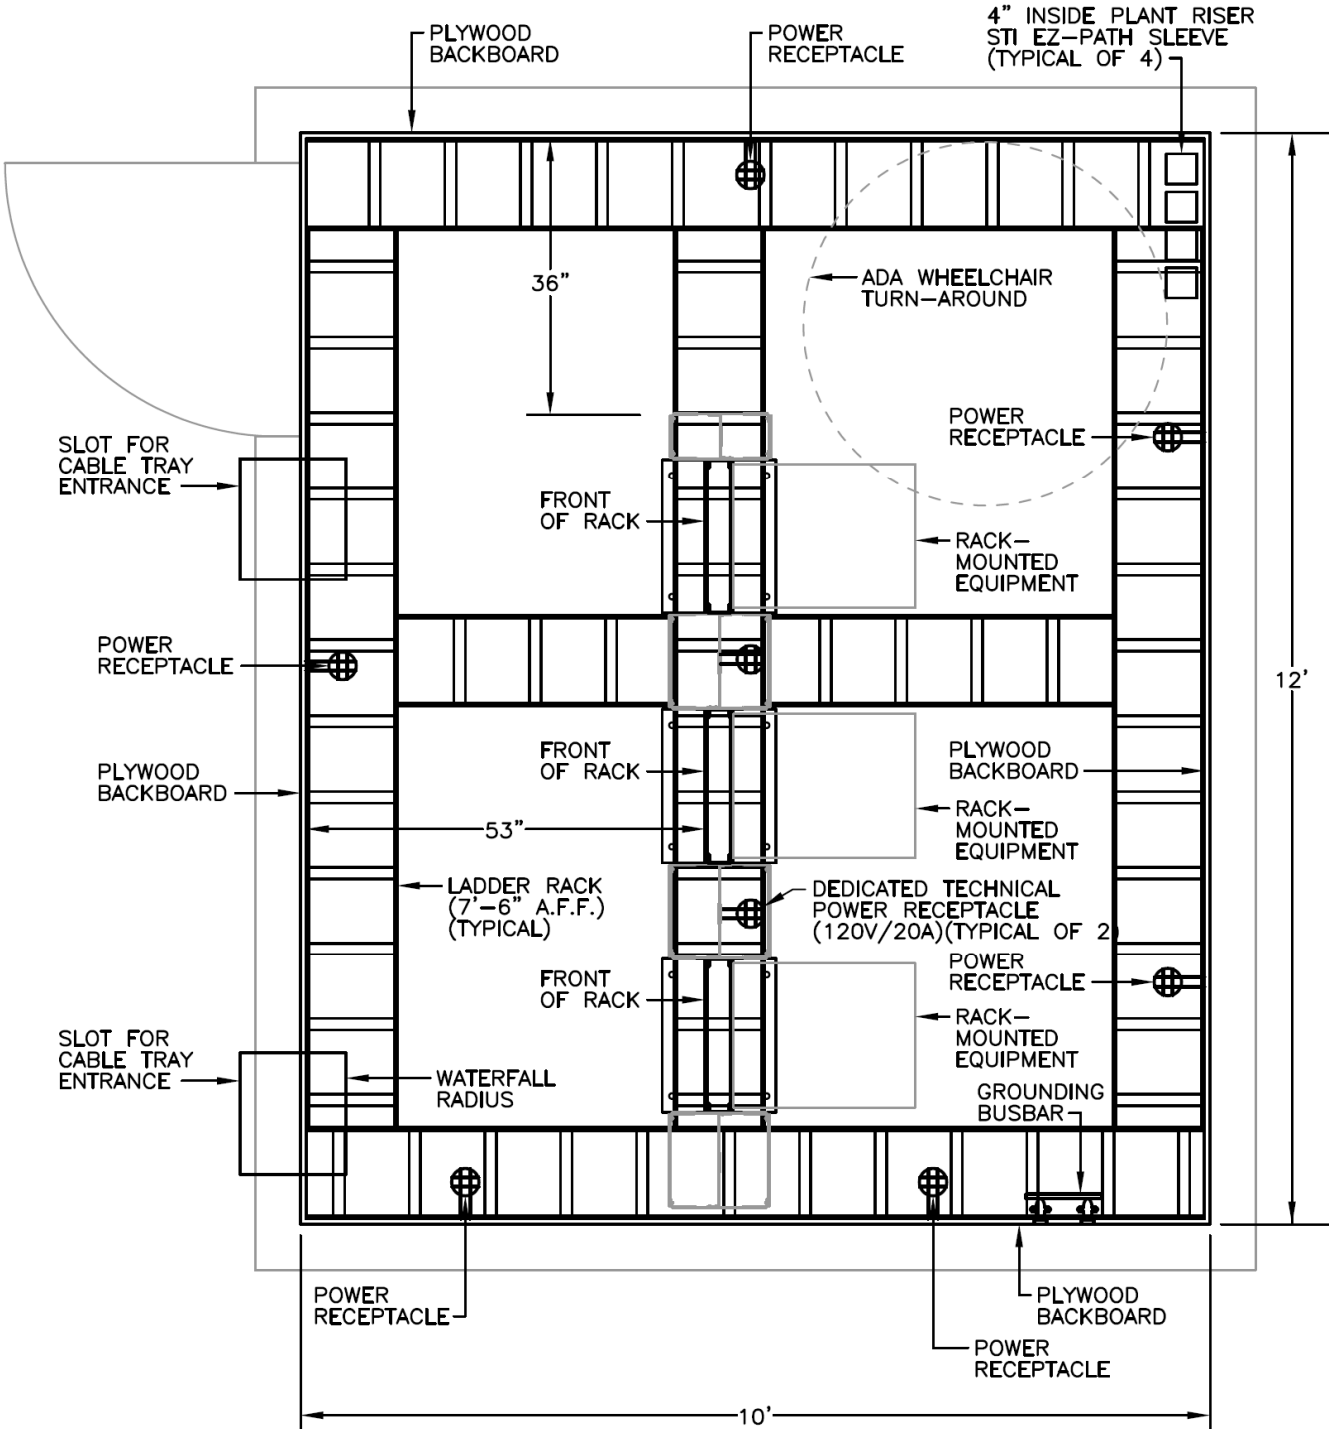 PLYWOOD
BACKBOARD
POWER
RECEPTACLE
4” INSIDE PLANT RISER
STI EZ–PATH SLEEVE
(TYPICAL OF 4)
36”
ADA WHEELCHAIR
TURN–AROUND
POWER
RECEPTACLE
SLOT FOR
CABLE TRAY
ENTRANCE
FRONT
OF RACK
RACK–
MOUNTED
EQUIPMENT
POWER
RECEPTACLE
12’
PLYWOOD
BACKBOARD
FRONT
OF RACK
PLYWOOD
BACKBOARD
RACK–
MOUNTED
EQUIPMENT
53”
LADDER RACK
(7’–6” A.F.F.)
(TYPICAL)
DEDICATED TECHNICAL
POWER RECEPTACLE
(120V/20A)(TYPICAL OF 2)
FRONT
OF RACK
POWER
RECEPTACLE
RACK–
MOUNTED
EQUIPMENT
SLOT FOR
CABLE TRAY
ENTRANCE
WATERFALL
RADIUS
GROUNDING
BUSBAR
POWER
RECEPTACLE
PLYWOOD
BACKBOARD
POWER
RECEPTACLE
10’